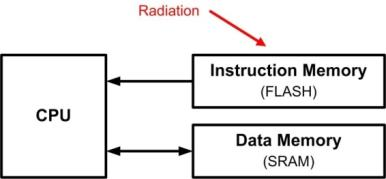 Radiation
Instruction Memory
(FLASH)
CPU
Data Memory
(SRAM)